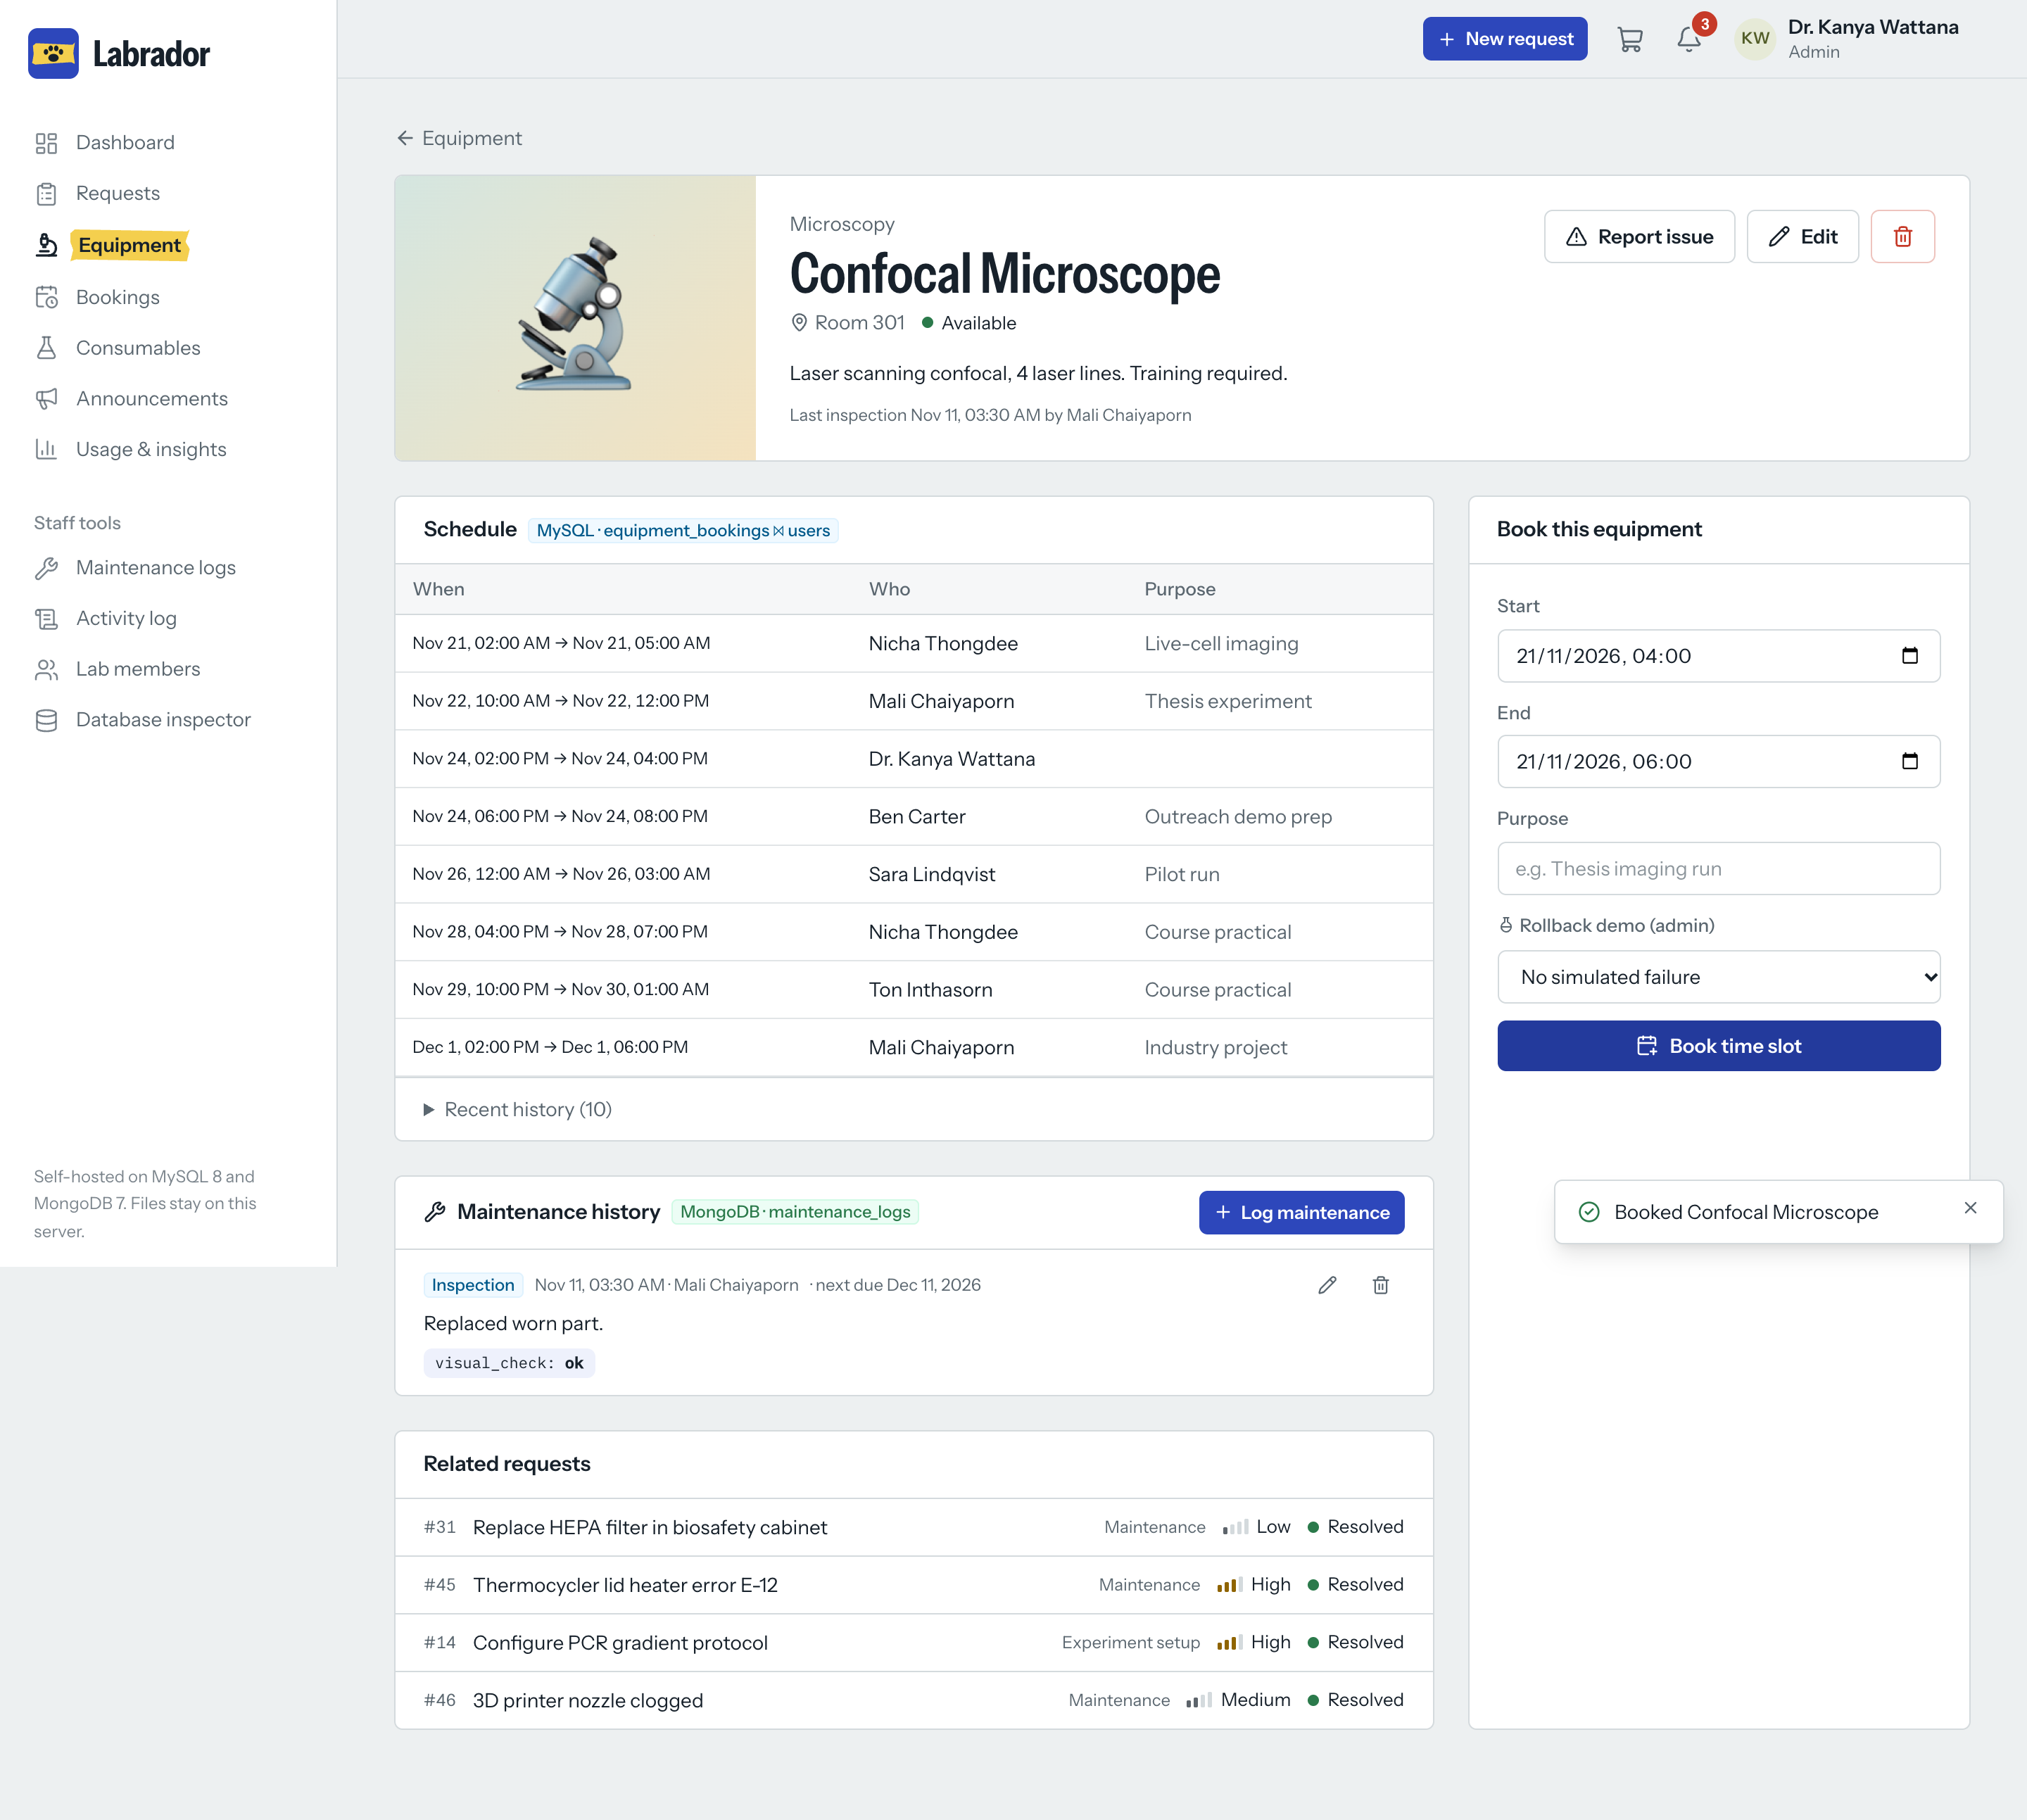 Labrador
Dashboard
Requests
Equipment
Bookings
Consumables
Announcements
Usage & insights
Staff tools
Maintenance logs
Activity log
Lab members
Database inspector
Self-hosted on MySQL 8 and
MongoDB 7. Files stay on this
server.
+ New request
3
KW
Dr. Kanya Wattana
Admin
← Equipment
Microscopy
Confocal Microscope
Room 301 Available
Laser scanning confocal, 4 laser lines. Training required.
Last inspection Nov 11, 03:30 AM by Mali Chaiyaporn
Report issue
Edit
Schedule MySQL · equipment_bookings ⋈ users
When Who Purpose
Nov 21, 02:00 AM → Nov 21, 05:00 AM Nicha Thongdee Live-cell imaging
Nov 22, 10:00 AM → Nov 22, 12:00 PM Mali Chaiyaporn Thesis experiment
Nov 24, 02:00 PM → Nov 24, 04:00 PM Dr. Kanya Wattana
Nov 24, 06:00 PM → Nov 24, 08:00 PM Ben Carter Outreach demo prep
Nov 26, 12:00 AM → Nov 26, 03:00 AM Sara Lindqvist Pilot run
Nov 28, 04:00 PM → Nov 28, 07:00 PM Nicha Thongdee Course practical
Nov 29, 10:00 PM → Nov 30, 01:00 AM Ton Inthasorn Course practical
Dec 1, 02:00 PM → Dec 1, 06:00 PM Mali Chaiyaporn Industry project
▶ Recent history (10)
Book this equipment
Start
21/11/2026, 04:00
End
21/11/2026, 06:00
Purpose
e.g. Thesis imaging run
Rollback demo (admin)
No simulated failure
Book time slot
Booked Confocal Microscope
Maintenance history MongoDB · maintenance_logs
+ Log maintenance
Inspection Nov 11, 03:30 AM · Mali Chaiyaporn · next due Dec 11, 2026
Replaced worn part.
visual_check: ok
Related requests
#31 Replace HEPA filter in biosafety cabinet Maintenance Low Resolved
#45 Thermocycler lid heater error E-12 Maintenance High Resolved
#14 Configure PCR gradient protocol Experiment setup High Resolved
#46 3D printer nozzle clogged Maintenance Medium Resolved